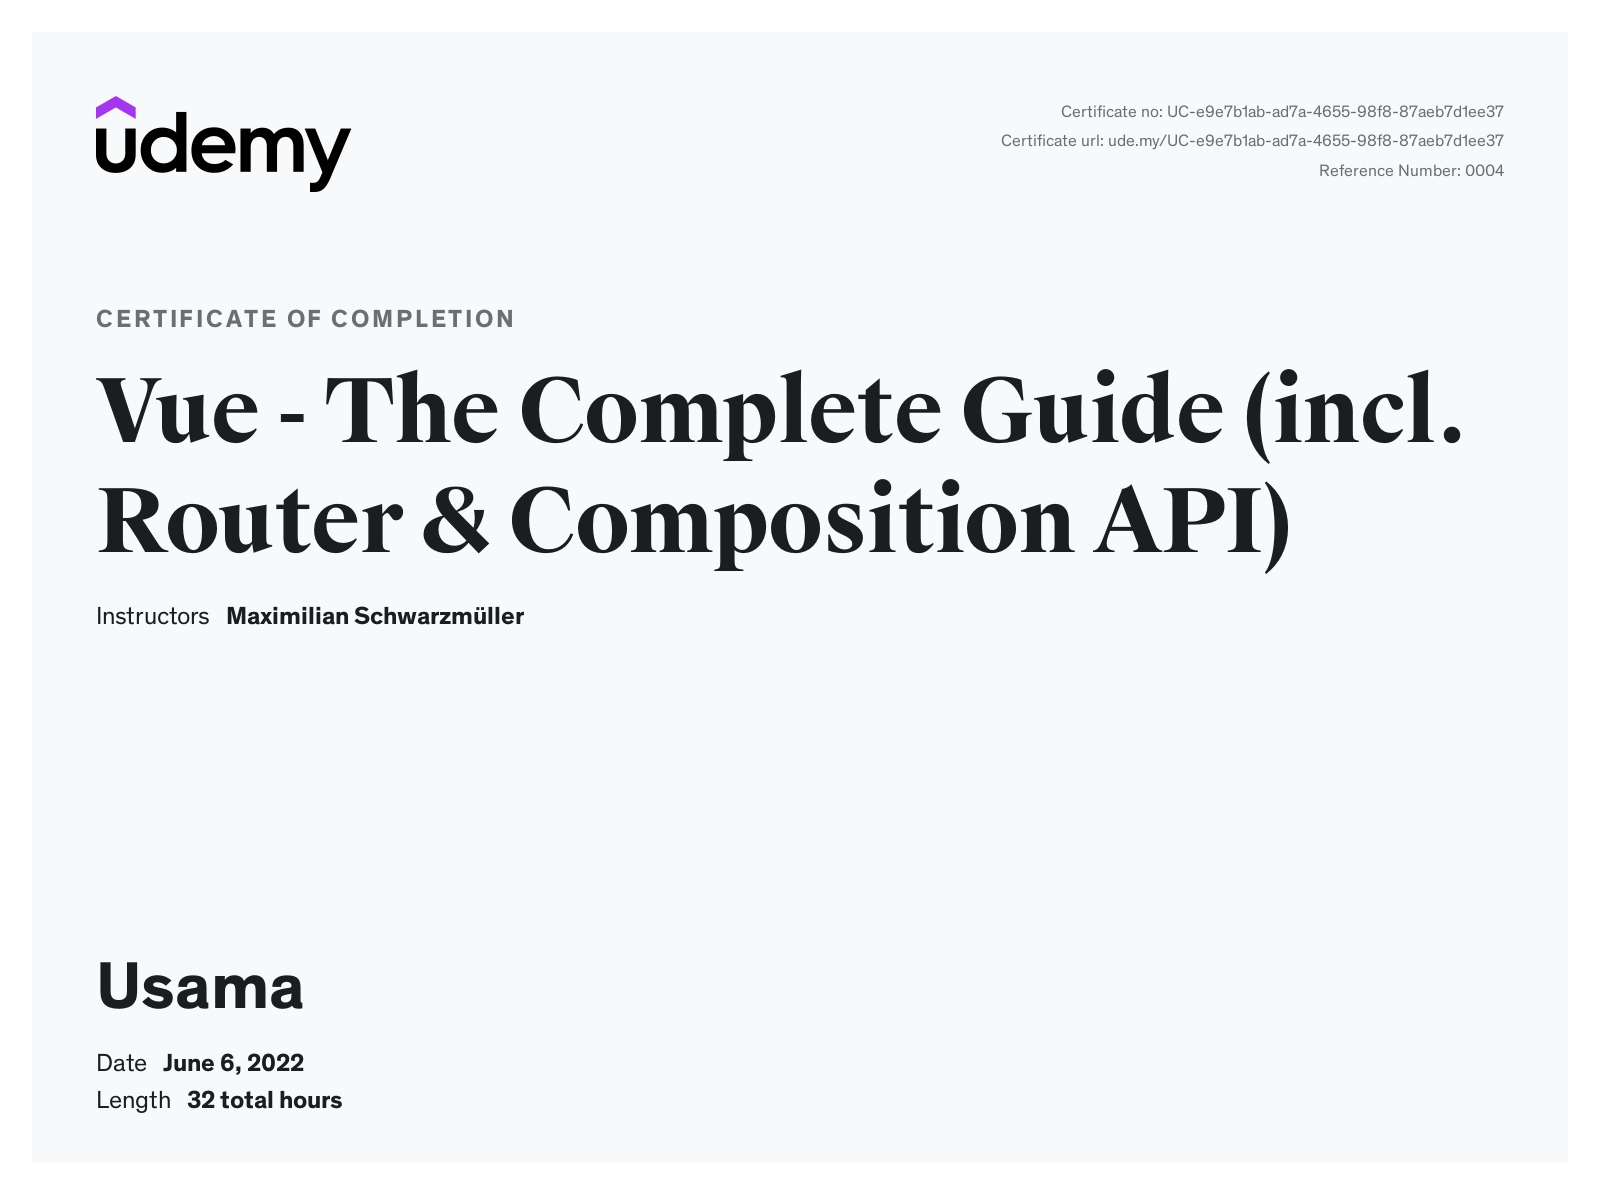 udemy
Certificate no: UC-e9e7b1ab-ad7a-4655-98f8-87aeb7d1ee37
Certificate url: ude.my/UC-e9e7b1ab-ad7a-4655-98f8-87aeb7d1ee37
Reference Number: 0004
CERTIFICATE OF COMPLETION
Vue - The Complete Guide (incl.
Router & Composition API)
Instructors Maximilian Schwarzmüller
Usama
Date June 6, 2022
Length 32 total hours